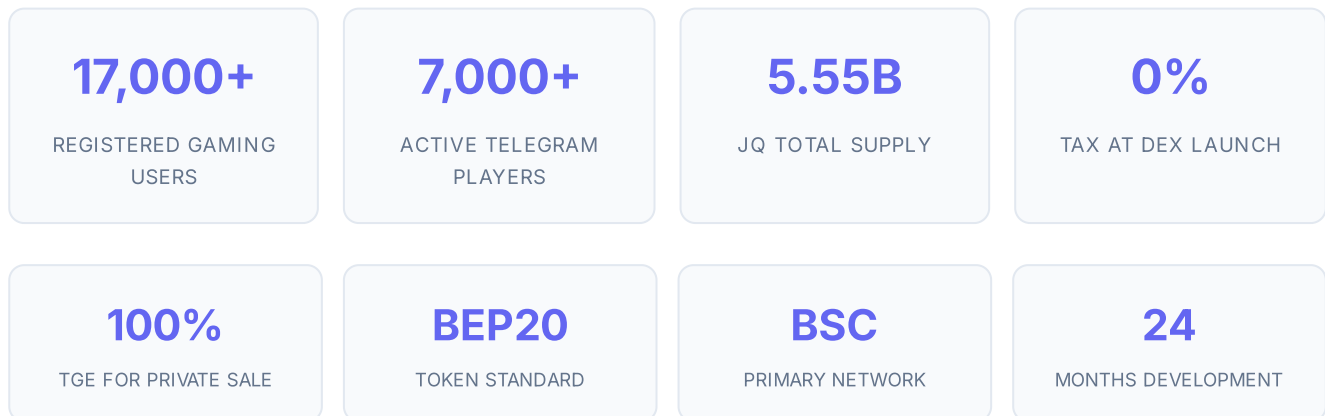 17,000+
REGISTERED GAMING
USERS
7,000+
ACTIVE TELEGRAM
PLAYERS
5.55B
JQ TOTAL SUPPLY
0%
TAX AT DEX LAUNCH
100%
TGE FOR PRIVATE SALE
BEP20
TOKEN STANDARD
BSC
PRIMARY NETWORK
24
MONTHS DEVELOPMENT